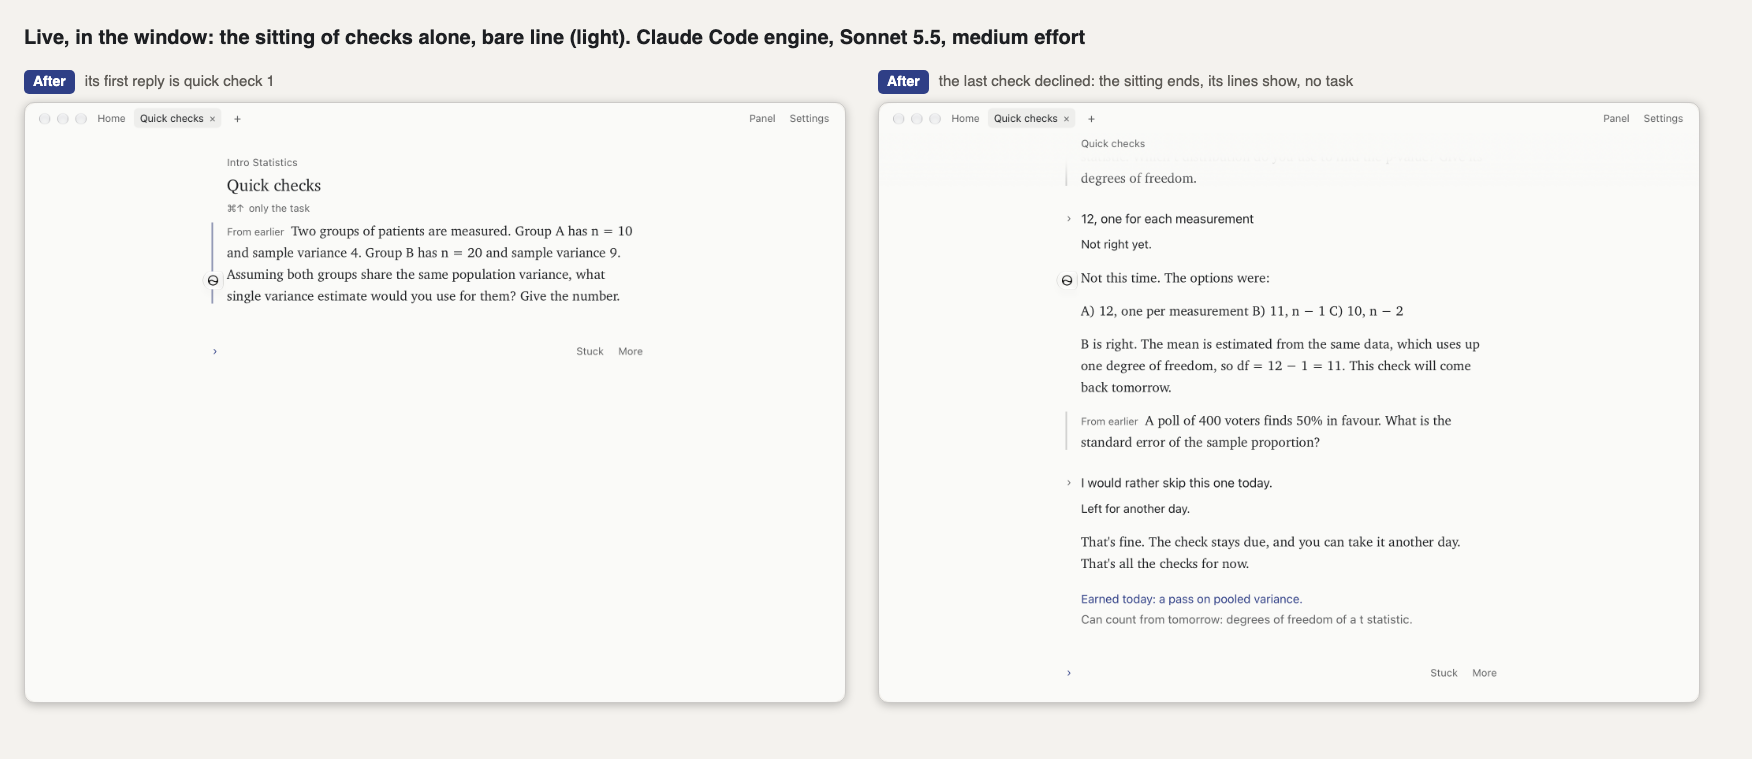 Live, in the window: the sitting of checks alone, bare line (light). Claude Code engine, Sonnet 5.5, medium effort
After its first reply is quick check 1
Home Quick checks × + Panel Settings
Intro Statistics
Quick checks
⌘↑ only the task
From earlier Two groups of patients are measured. Group A has n = 10
and sample variance 4. Group B has n = 20 and sample variance 9.
Assuming both groups share the same population variance, what
single variance estimate would you use for them? Give the number.
› Stuck More
After the last check declined: the sitting ends, its lines show, no task
Home Quick checks × + Panel Settings
Quick checks
degrees of freedom.
› 12, one for each measurement
Not right yet.
Not this time. The options were:
A) 12, one per measurement B) 11, n − 1 C) 10, n − 2
B is right. The mean is estimated from the same data, which uses up
one degree of freedom, so df = 12 − 1 = 11. This check will come
back tomorrow.
From earlier A poll of 400 voters finds 50% in favour. What is the
standard error of the sample proportion?
› I would rather skip this one today.
Left for another day.
That's fine. The check stays due, and you can take it another day.
That's all the checks for now.
Earned today: a pass on pooled variance.
Can count from tomorrow: degrees of freedom of a t statistic.
› Stuck More